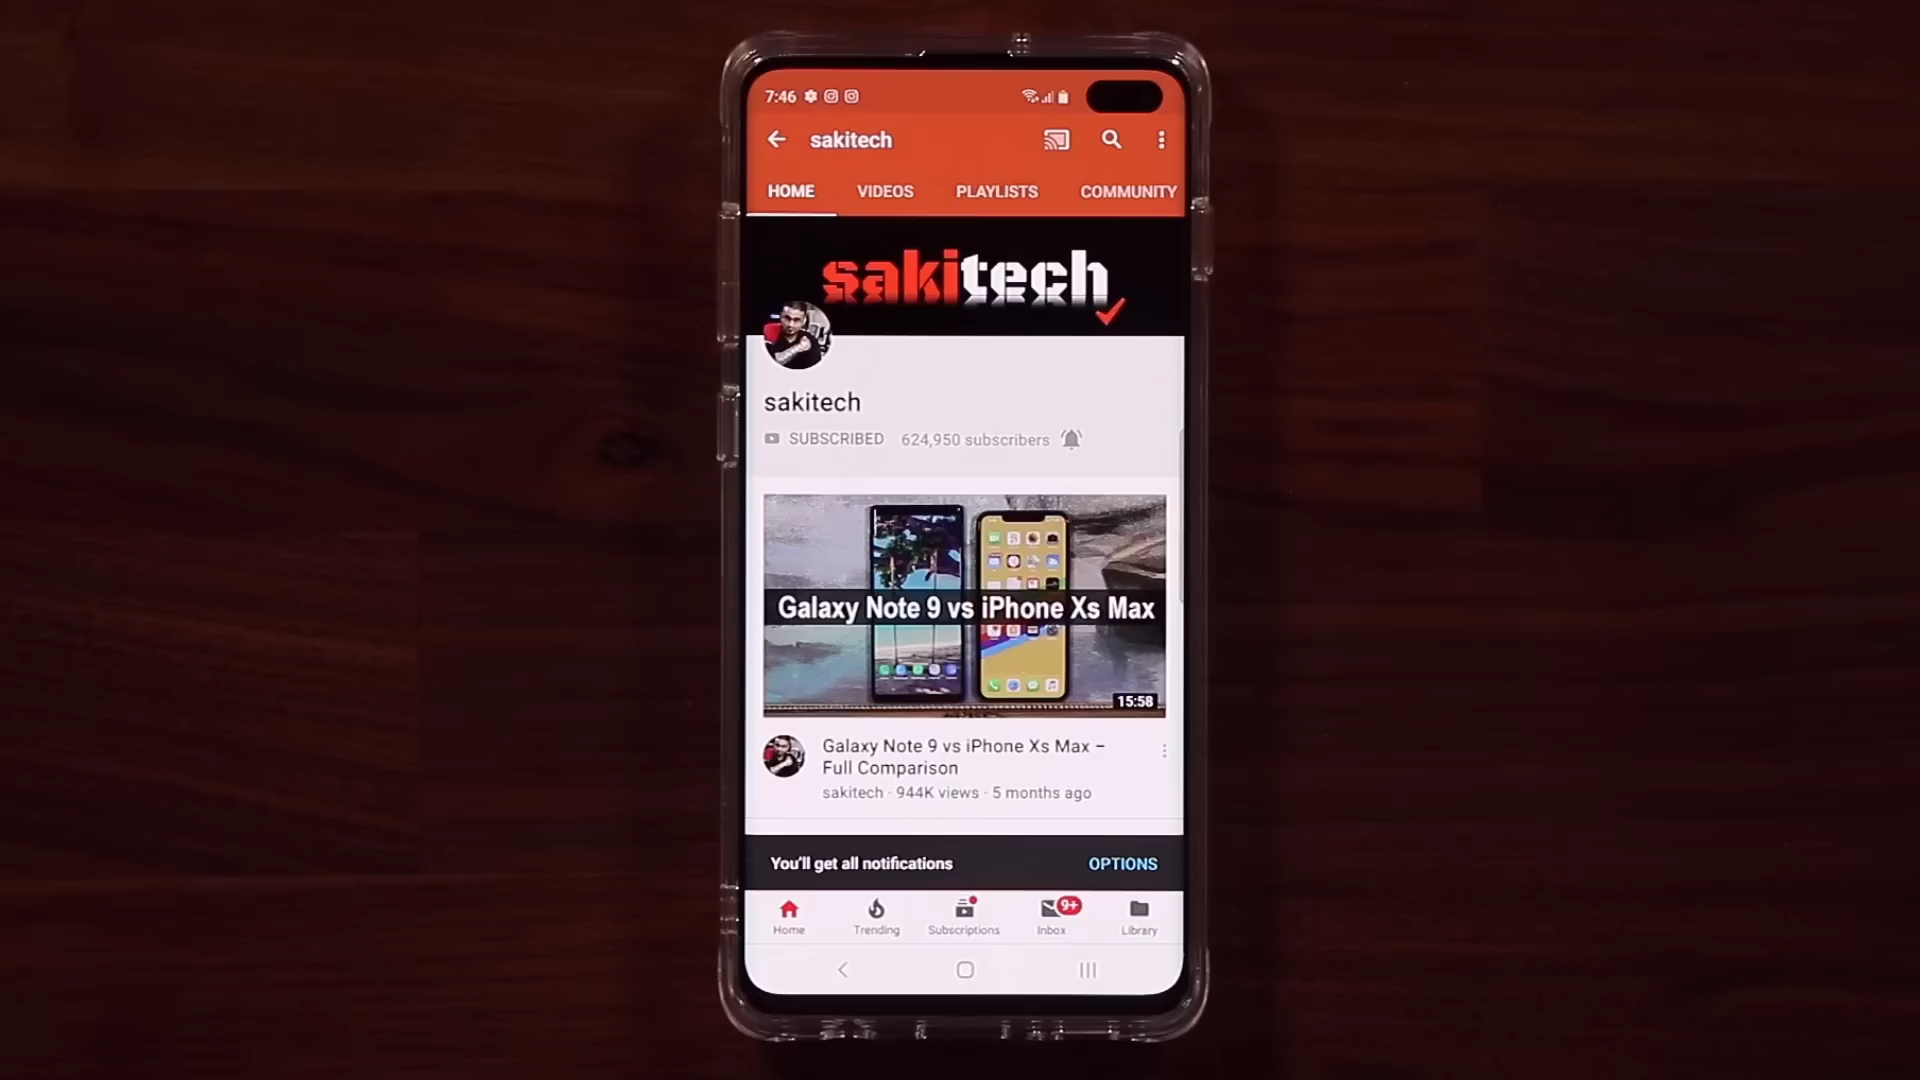 7:46
sakitech
HOME VIDEOS PLAYLISTS COMMUNITY
sakitech
sakitech
SUBSCRIBED 624,950 subscribers
Galaxy Note 9 vs iPhone Xs Max
15:58
Galaxy Note 9 vs iPhone Xs Max –
Full Comparison
sakitech · 944K views · 5 months ago
You'll get all notifications OPTIONS
9+
Home Trending Subscriptions Inbox Library